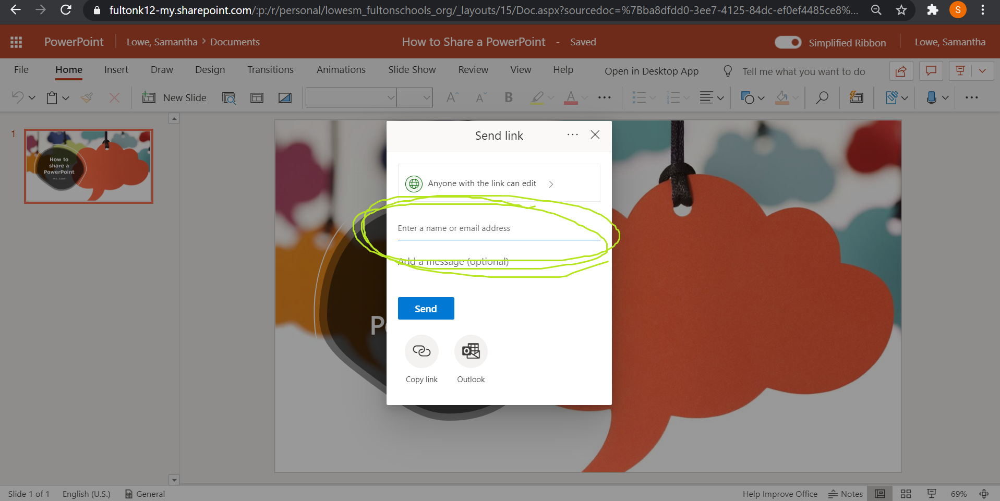 fultonk12-my.sharepoint.com/:p:/r/personal/lowesm_fultonschools_org/_layouts/15/Doc.aspx?sourcedoc=%7Bba8dfdd0-3ee7-4125-84dc-ef0ef4485ce8%...
S
PowerPoint
Lowe, Samantha > Documents
How to Share a PowerPoint - Saved
Simplified Ribbon
Lowe, Samantha
File Home Insert Draw Design Transitions Animations Slide Show Review View Help Open in Desktop App Tell me what you want to do
New Slide
A A B A
1
How to
share a
PowerPoint
Send link
Anyone with the link can edit
Enter a name or email address
Add a message (optional)
Send
Copy link
Outlook
Slide 1 of 1 English (U.S.) General
Help Improve Office Notes 69%